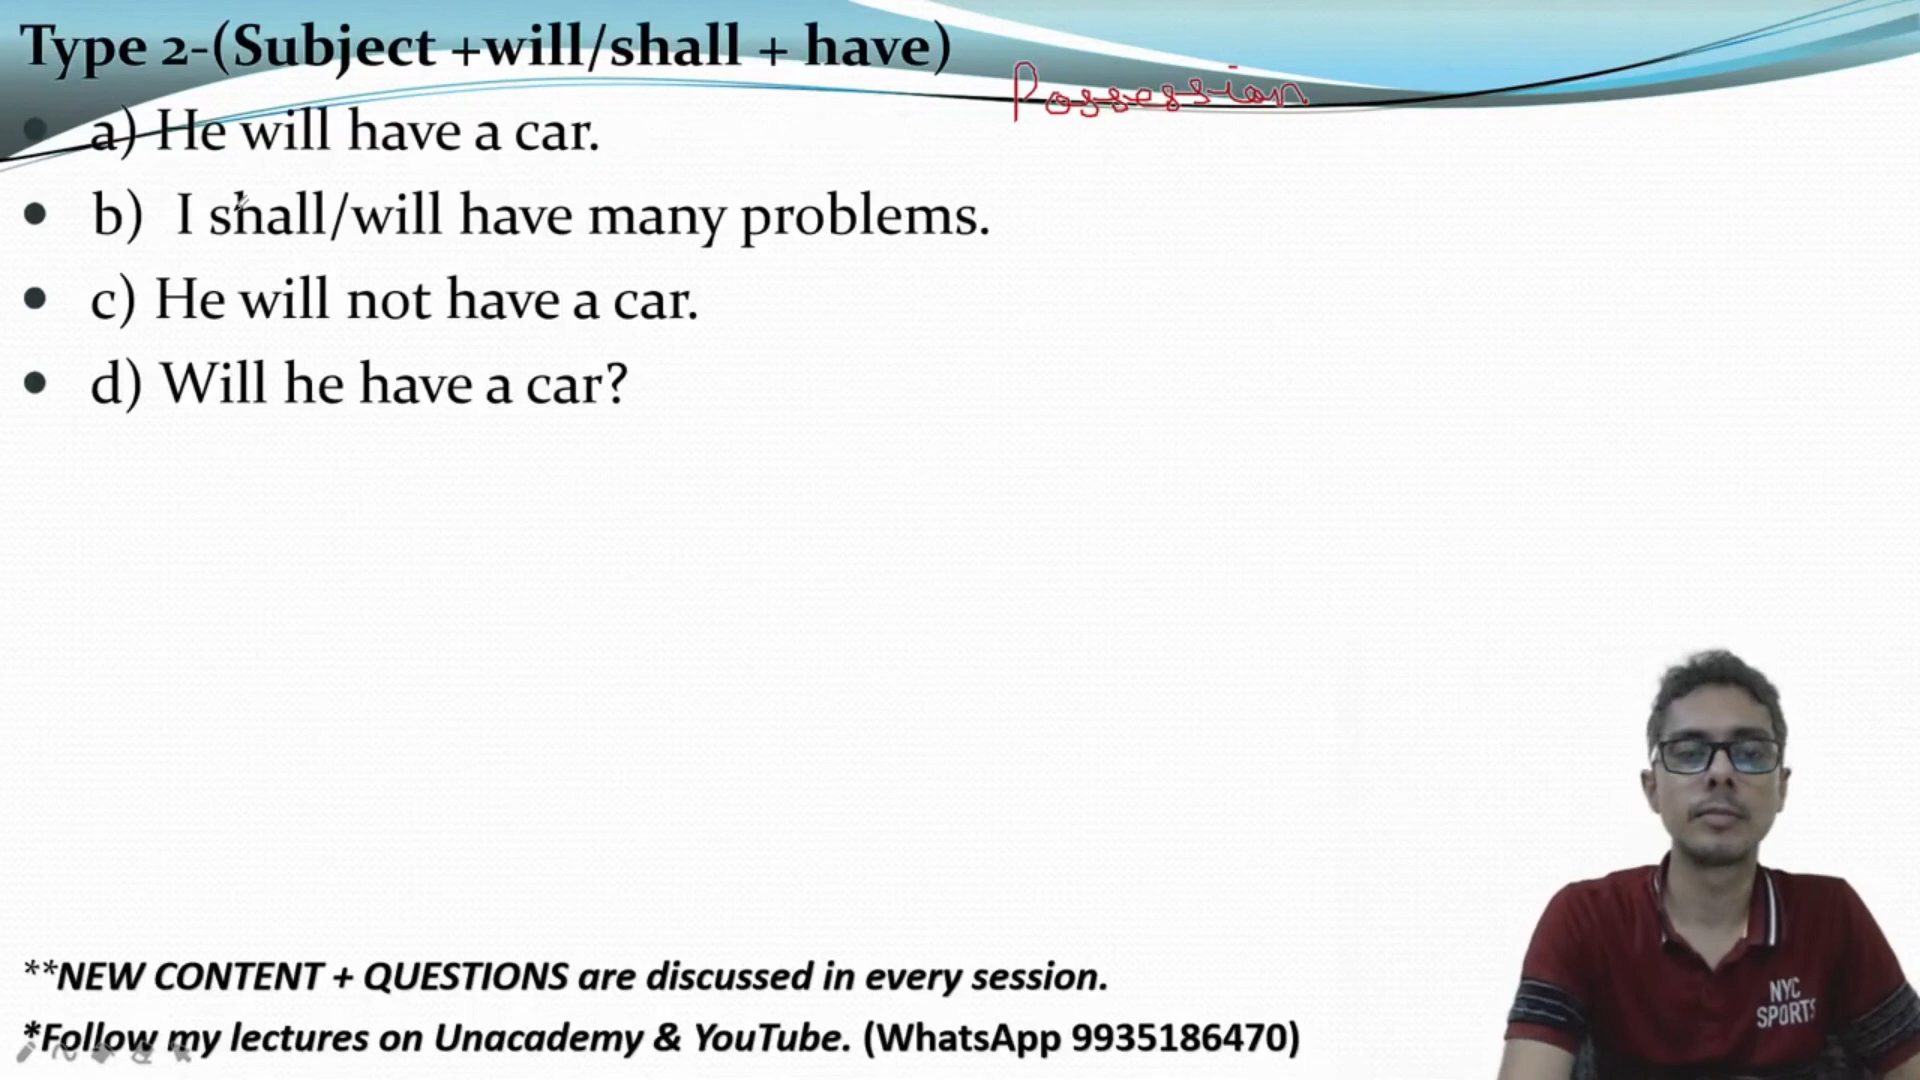 Type 2-(Subject +will/shall + have)
Possession
a) He will have a car.
b) I shall/will have many problems.
c) He will not have a car.
d) Will he have a car?
**NEW CONTENT + QUESTIONS are discussed in every session.
*Follow my lectures on Unacademy & YouTube. (WhatsApp 9935186470)
NYC
SPORTS